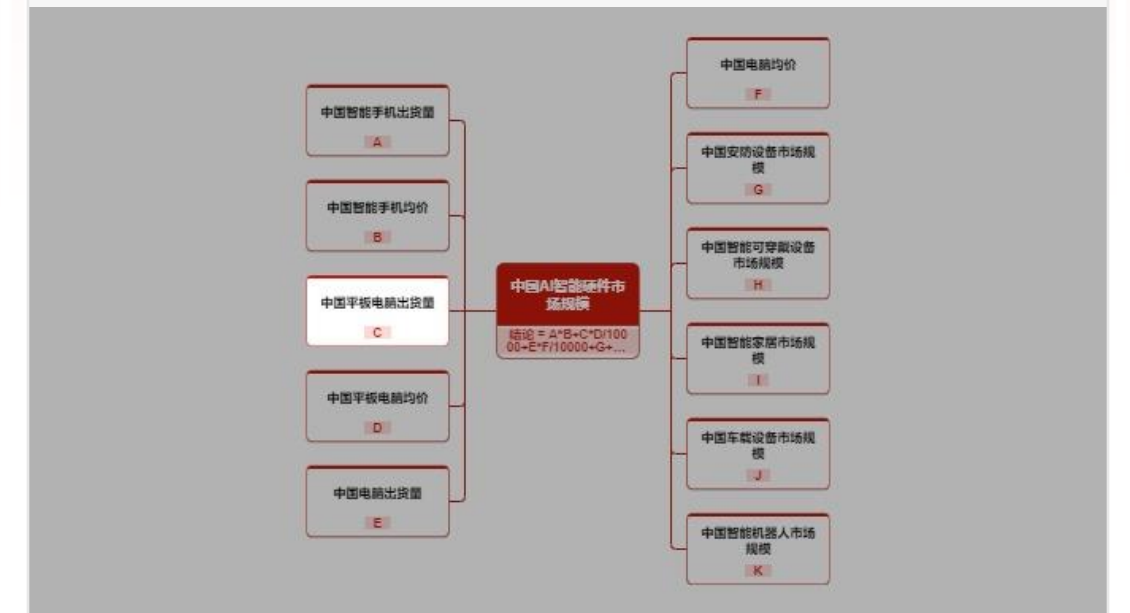 中国智能手机出货量
A
中国智能手机均价
B
中国平板电脑出货量
C
中国平板电脑均价
D
中国电脑出货量
E
中国AI智能硬件市
场规模
结论 = A*B+C*D/100
00+E*F/10000+G+...
中国电脑均价
F
中国安防设备市场规
模
G
中国智能可穿戴设备
市场规模
H
中国智能家居市场规
模
I
中国车载设备市场规
模
J
中国智能机器人市场
规模
K